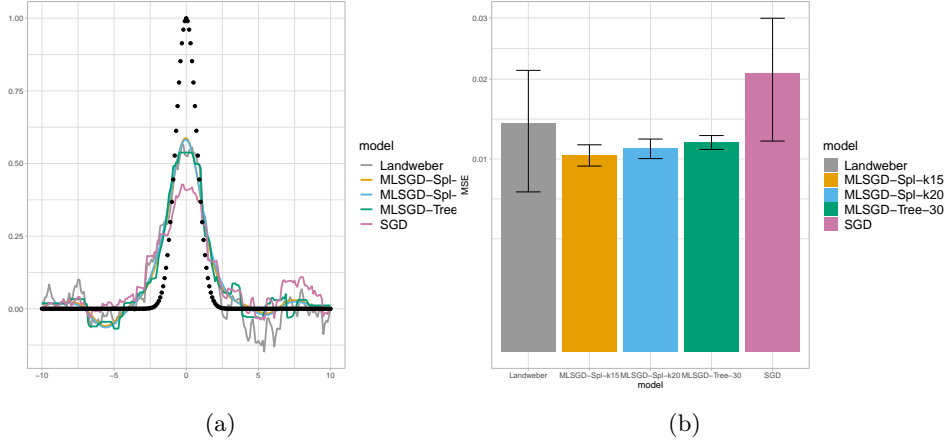 1.00
0.75
0.50
0.25
0.00
−10
−5
0
5
10
model
Landweber
MLSGD−Spl−
MLSGD−Spl−
MLSGD−Tree
SGD
(a)
0.03
0.02
0.01
MSE
Landweber
MLSGD−Spl−k15
MLSGD−Spl−k20
MLSGD−Tree−30
SGD
model
model
Landweber
MLSGD−Spl−k15
MLSGD−Spl−k20
MLSGD−Tree−30
SGD
(b)